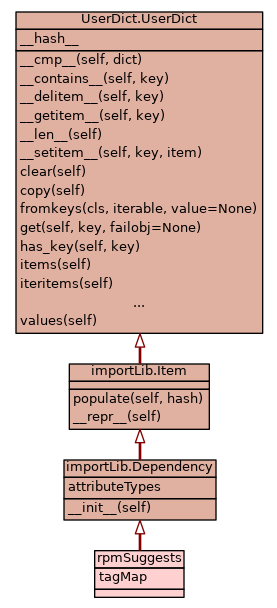 UserDict.UserDict
__hash__
__cmp__(self, dict)
__contains__(self, key)
__delitem__(self, key)
__getitem__(self, key)
__len__(self)
__setitem__(self, key, item)
clear(self)
copy(self)
fromkeys(cls, iterable, value=None)
get(self, key, failobj=None)
has_key(self, key)
items(self)
iteritems(self)
...
values(self)
importLib.Item
populate(self, hash)
__repr__(self)
importLib.Dependency
attributeTypes
__init__(self)
rpmSuggests
tagMap